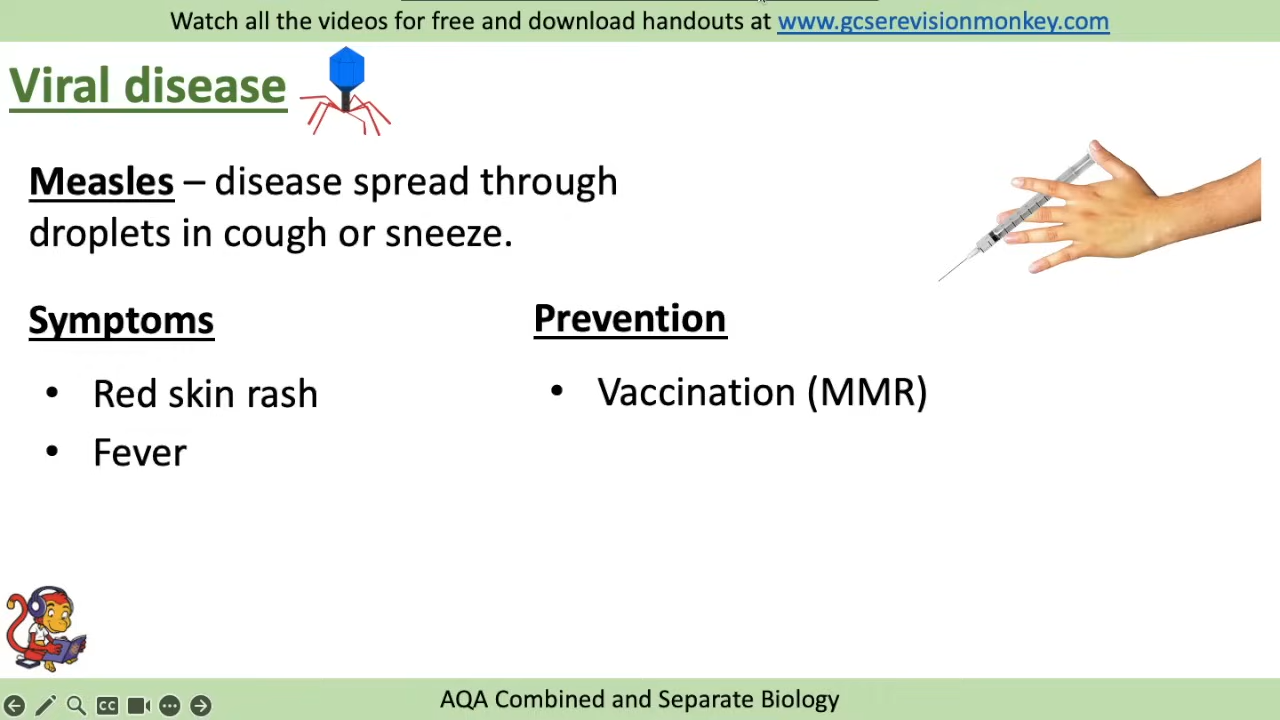 Watch all the videos for free and download handouts at www.gcserevisionmonkey.com
Viral disease
Measles – disease spread through
droplets in cough or sneeze.
Symptoms
• Red skin rash
• Fever
Prevention
• Vaccination (MMR)
CC
AQA Combined and Separate Biology